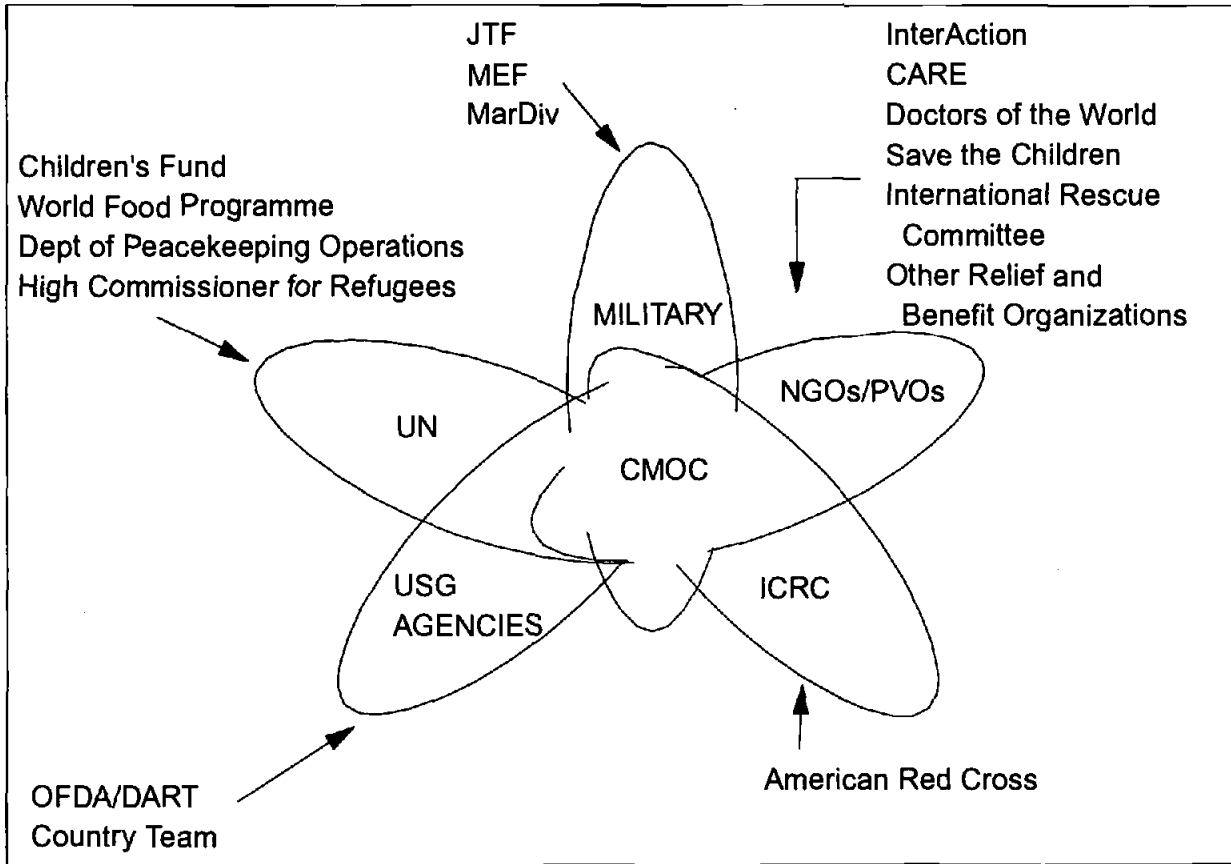 JTF
MEF
MarDiv
InterAction
CARE
Doctors of the World
Save the Children
International Rescue
Committee
Other Relief and
Benefit Organizations
Children's Fund
World Food Programme
Dept of Peacekeeping Operations
High Commissioner for Refugees
MILITARY
NGOs/PVOs
UN
CMOC
USG
AGENCIES
ICRC
OFDA/DART
Country Team
American Red Cross